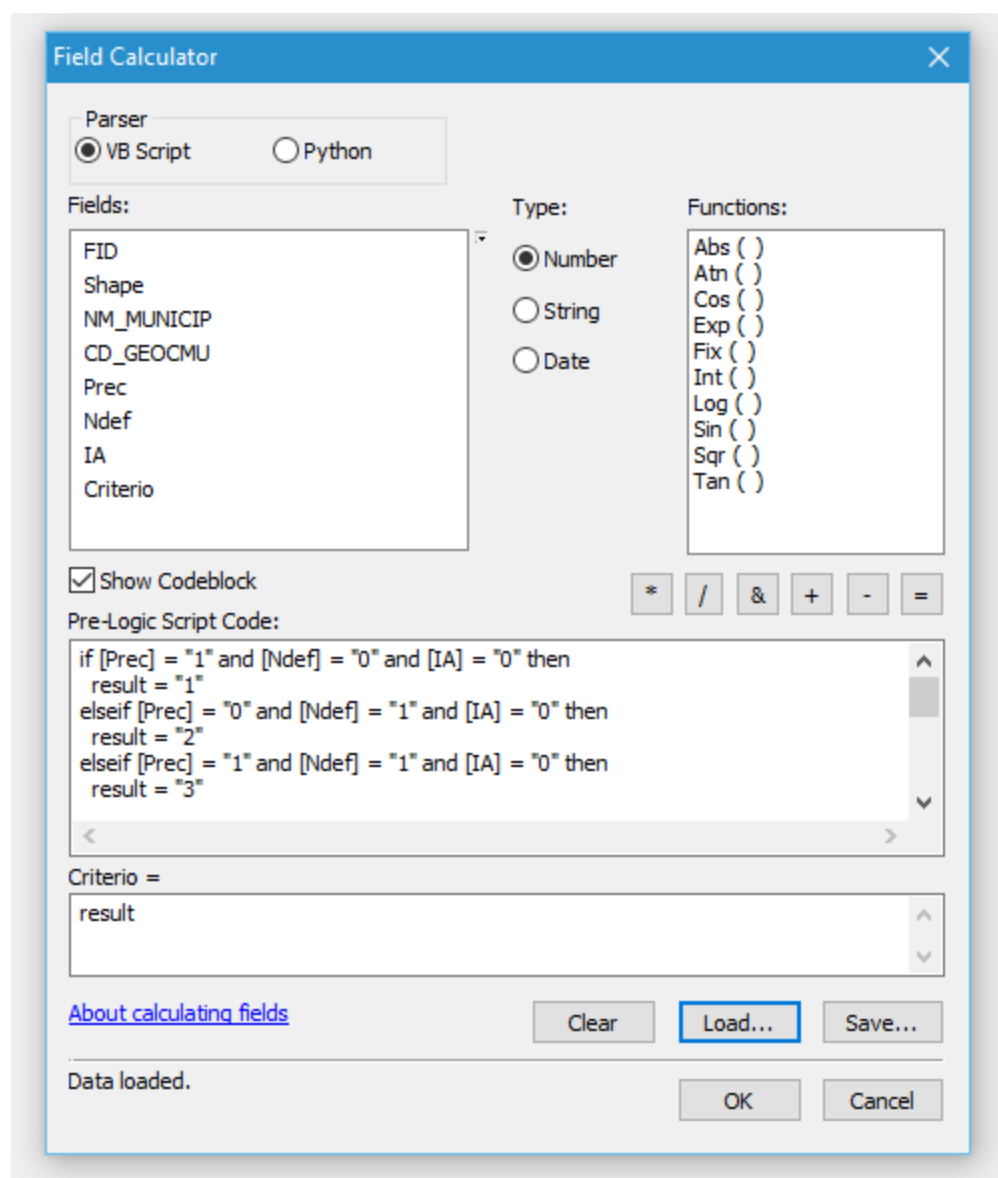 Field Calculator
Parser
VB Script
Python
Fields:
Type:
Functions:
FID
Shape
NM_MUNICIP
CD_GEOCMU
Prec
Ndef
IA
Criterio
Number
String
Date
Abs ( )
Atn ( )
Cos ( )
Exp ( )
Fix ( )
Int ( )
Log ( )
Sin ( )
Sqr ( )
Tan ( )
Show Codeblock
* / & + - =
Pre-Logic Script Code:
if [Prec] = "1" and [Ndef] = "0" and [IA] = "0" then
  result = "1"
elseif [Prec] = "0" and [Ndef] = "1" and [IA] = "0" then
  result = "2"
elseif [Prec] = "1" and [Ndef] = "1" and [IA] = "0" then
  result = "3"
Criterio =
result
About calculating fields
Clear
Load...
Save...
Data loaded.
OK
Cancel